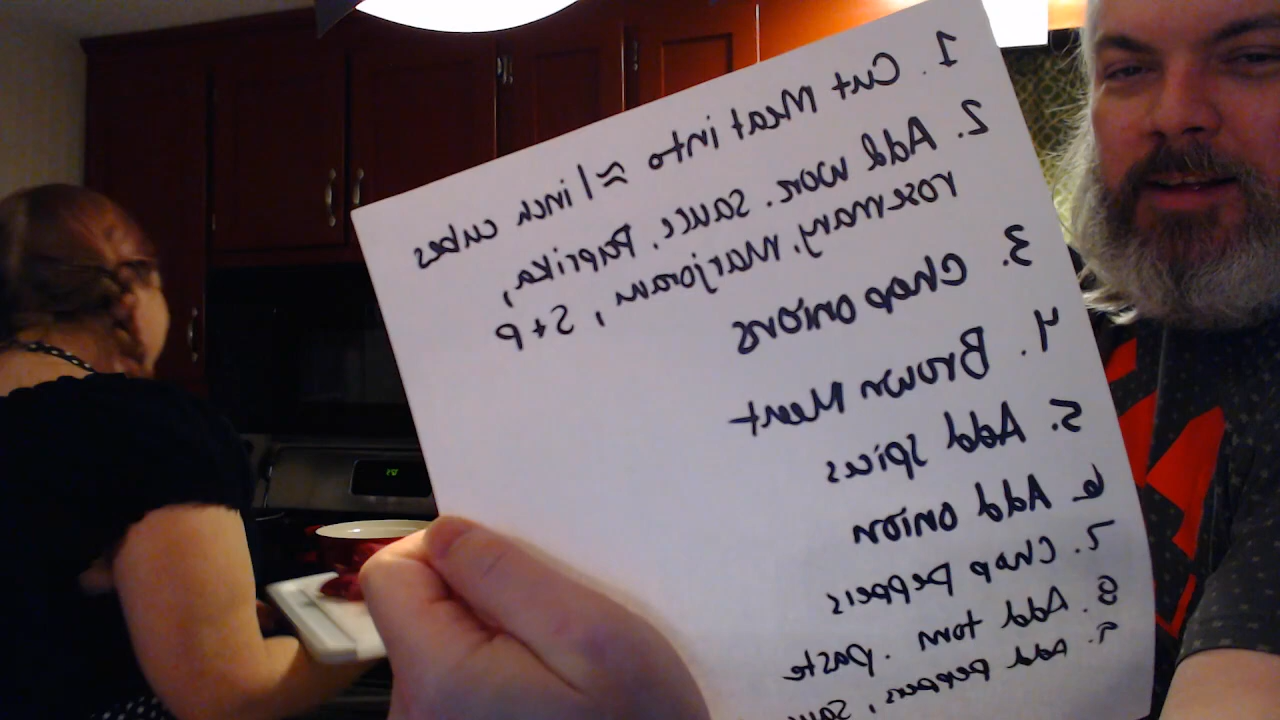 1. Cut Meat into ≈ 1 inch cubes
2. Add wors. sauce, Paprika,
rosemary, Marjoram, S+P
3. Chop onions
4. Brown Meat
5. Add Spices
6 Add onion
7. Chop peppers
8. Add tom. paste
9. Add peppers,